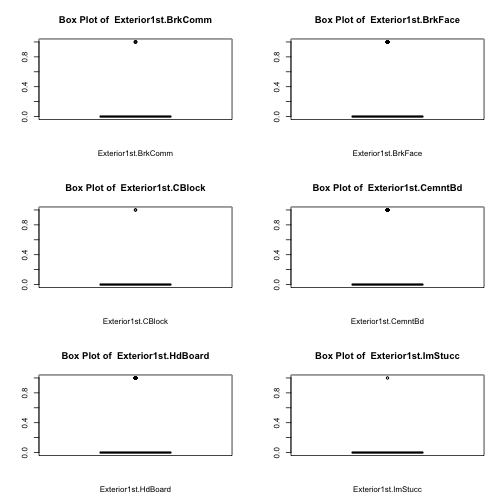 Box Plot of  Exterior1st.BrkComm
0.8
0.4
0.0
Exterior1st.BrkComm
Box Plot of  Exterior1st.BrkFace
0.8
0.4
0.0
Exterior1st.BrkFace
Box Plot of  Exterior1st.CBlock
0.8
0.4
0.0
Exterior1st.CBlock
Box Plot of  Exterior1st.CemntBd
0.8
0.4
0.0
Exterior1st.CemntBd
Box Plot of  Exterior1st.HdBoard
0.8
0.4
0.0
Exterior1st.HdBoard
Box Plot of  Exterior1st.ImStucc
0.8
0.4
0.0
Exterior1st.ImStucc